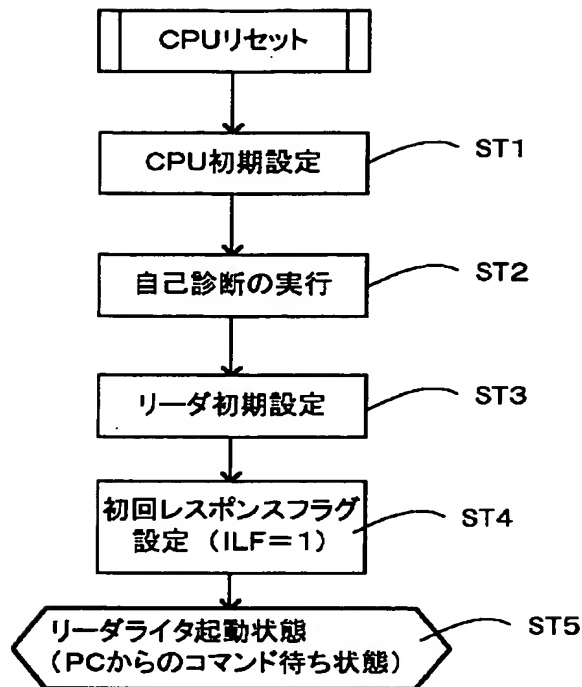 CPUリセット
CPU初期設定
ST1
自己診断の実行
ST2
リーダ初期設定
ST3
初回レスポンスフラグ
設定（ILF=1）
ST4
リーダライタ起動状態
（PCからのコマンド待ち状態）
ST5